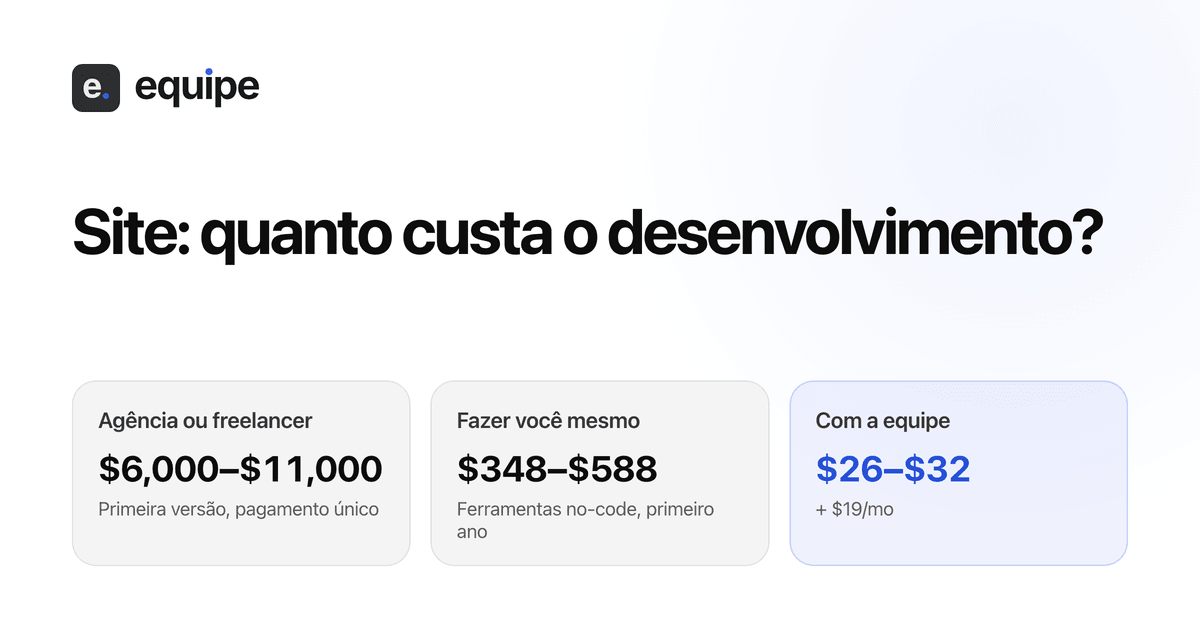 e. equipe
Site: quanto custa o desenvolvimento?
Agência ou freelancer
$6,000–$11,000
Primeira versão, pagamento único
Fazer você mesmo
$348–$588
Ferramentas no-code, primeiro
ano
Com a equipe
$26–$32
+ $19/mo